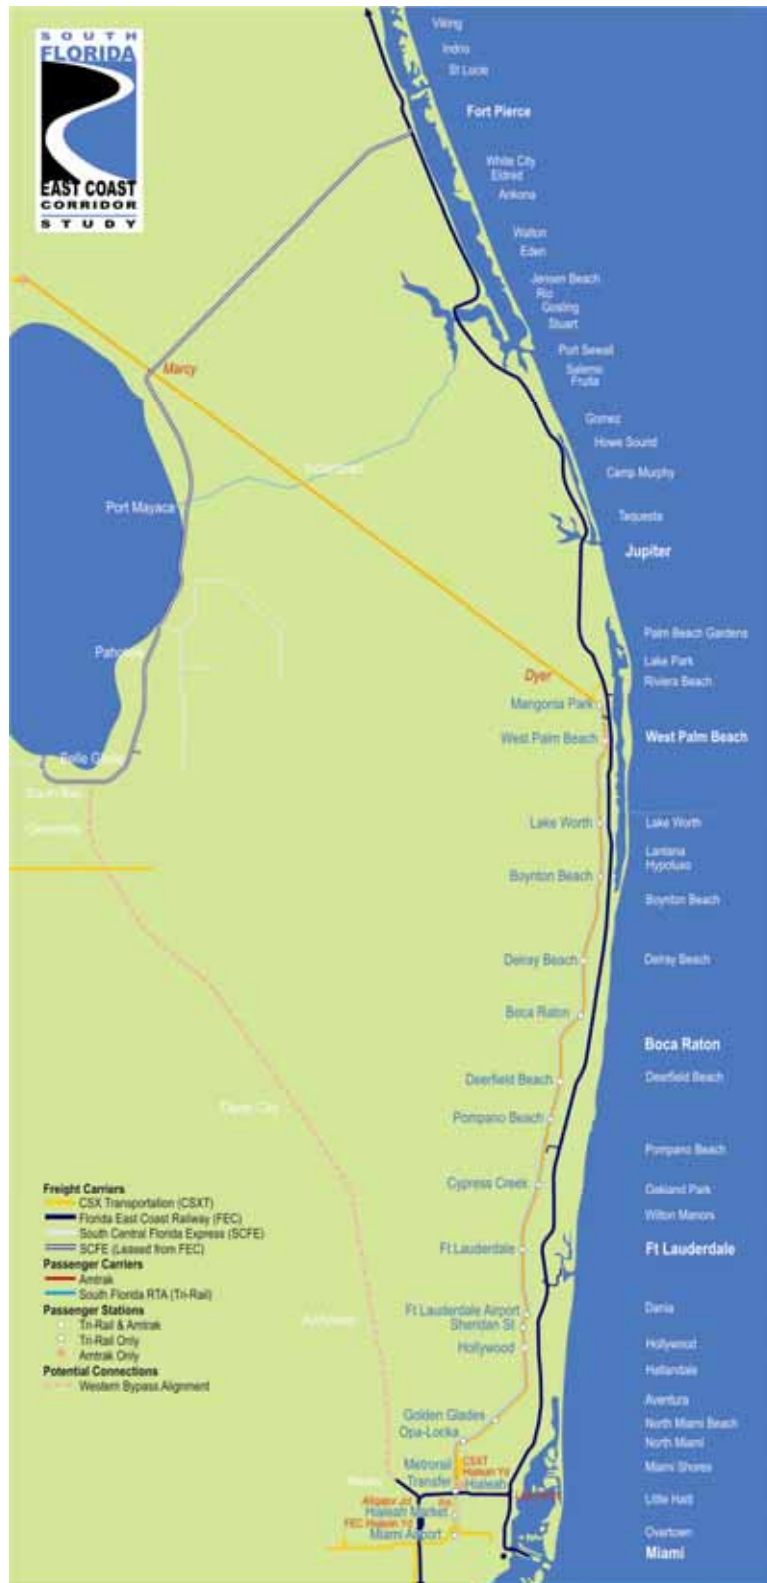 SOUTH
FLORIDA
EAST COAST
CORRIDOR
STUDY
Viking
Indrio
St Lucie
Fort Pierce
White City
Eldred
Ankona
Walton
Eden
Jensen Beach
Rio
Gosling
Stuart
Port Sewall
Salerno
Fruita
Gomez
Howe Sound
Camp Murphy
Tequesta
Jupiter
Palm Beach Gardens
Lake Park
Riviera Beach
West Palm Beach
Lake Worth
Lantana
Hypoluxo
Boynton Beach
Delray Beach
Boca Raton
Deerfield Beach
Pompano Beach
Oakland Park
Wilton Manors
Ft Lauderdale
Dania
Hollywood
Hallandale
Aventura
North Miami Beach
North Miami
Miami Shores
Little Haiti
Overtown
Miami
Marcy
Port Mayaca
Dyer
Mangonia Park
West Palm Beach
Lake Worth
Boynton Beach
Delray Beach
Boca Raton
Deerfield Beach
Pompano Beach
Cypress Creek
Ft Lauderdale
Ft Lauderdale Airport
Sheridan St
Hollywood
Golden Glades
Opa-Locka
Metrorail
Transfer
CSXT
Hialeah Yd
Hialeah
Hialeah Market
FEC Hialeah Yd
Miami Airport
Freight Carriers
CSX Transportation (CSXT)
Florida East Coast Railway (FEC)
South Central Florida Express (SCFE)
SCFE (Leased from FEC)
Passenger Carriers
Amtrak
South Florida RTA (Tri-Rail)
Passenger Stations
Tri-Rail & Amtrak
Tri-Rail Only
Amtrak Only
Potential Connections
Western Bypass Alignment